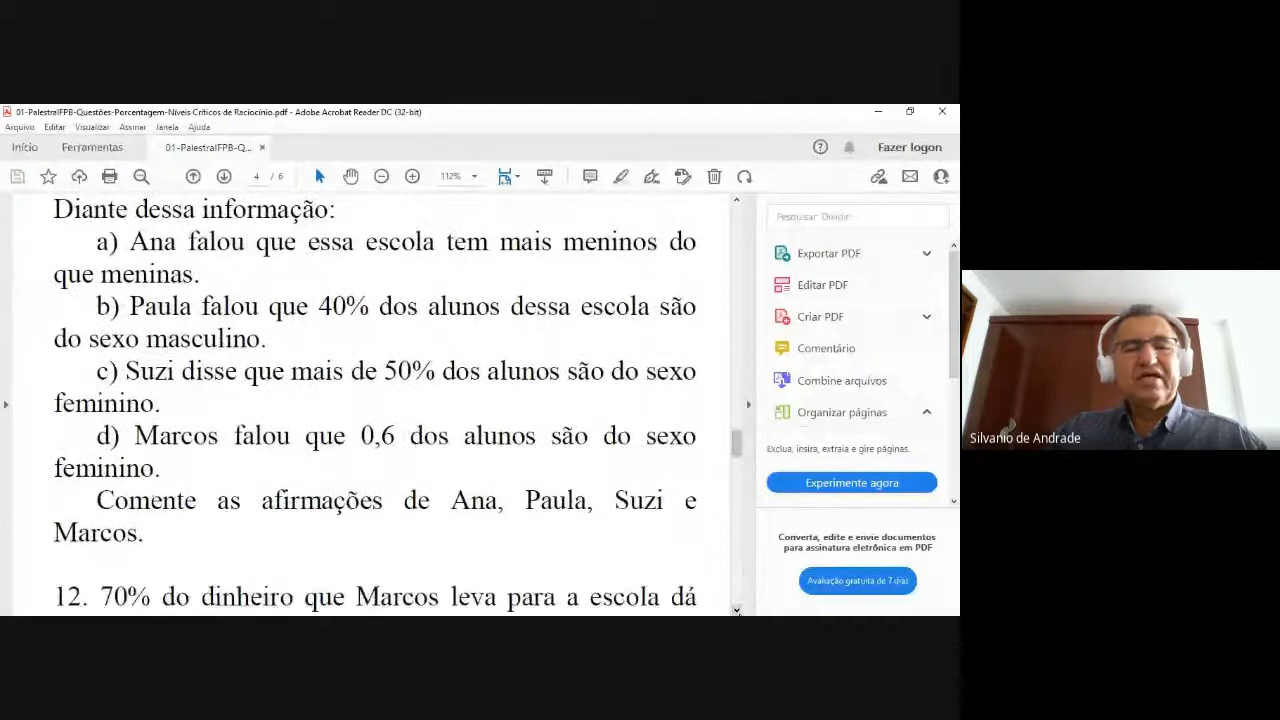 01-PalestraIFPB-Questões-Porcentagem-Níveis Críticos de Raciocínio.pdf - Adobe Acrobat Reader DC (32-bit)
Arquivo Editar Visualizar Assinar Janela Ajuda
Início Ferramentas 01-PalestraIFPB-Q... × Fazer logon
4 / 6 112%
Diante dessa informação:
a) Ana falou que essa escola tem mais meninos do
que meninas.
b) Paula falou que 40% dos alunos dessa escola são
do sexo masculino.
c) Suzi disse que mais de 50% dos alunos são do sexo
feminino.
d) Marcos falou que 0,6 dos alunos são do sexo
feminino.
Comente as afirmações de Ana, Paula, Suzi e
Marcos.
12. 70% do dinheiro que Marcos leva para a escola dá
Pesquisar
Exportar PDF
Editar PDF
Criar PDF
Comentário
Combine arquivos
Organizar páginas
Exclua, insira, extraia e gire páginas.
Experimente agora
Converta, edite e envie documentos
para assinatura eletrônica em PDF
Avaliação gratuita de 7 dias
Silvanio de Andrade